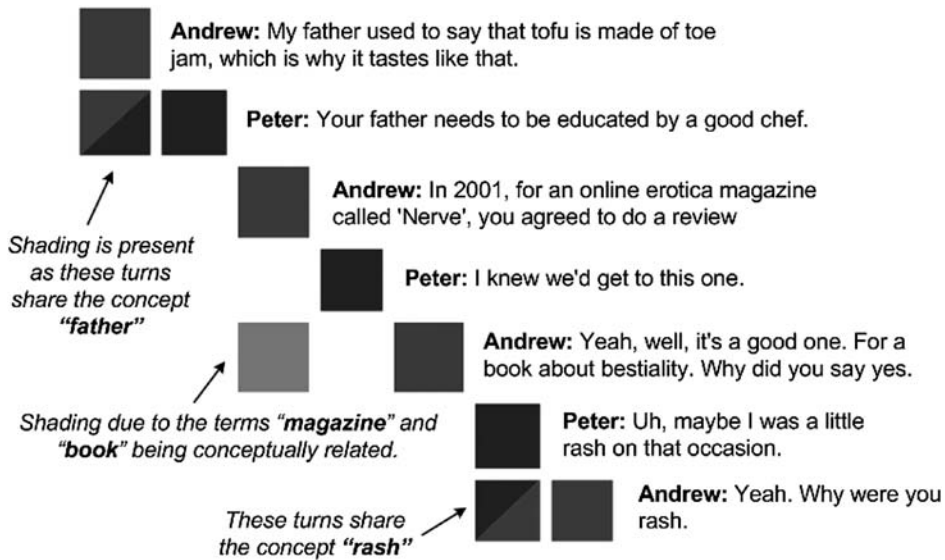 Andrew: My father used to say that tofu is made of toe
jam, which is why it tastes like that.
Peter: Your father needs to be educated by a good chef.
Andrew: In 2001, for an online erotica magazine
called 'Nerve', you agreed to do a review
Shading is present
as these turns
share the concept
“father”
Peter: I knew we'd get to this one.
Andrew: Yeah, well, it's a good one. For a
book about bestiality. Why did you say yes.
Shading due to the terms “magazine” and
“book” being conceptually related.
Peter: Uh, maybe I was a little
rash on that occasion.
Andrew: Yeah. Why were you
rash.
These turns share
the concept “rash”